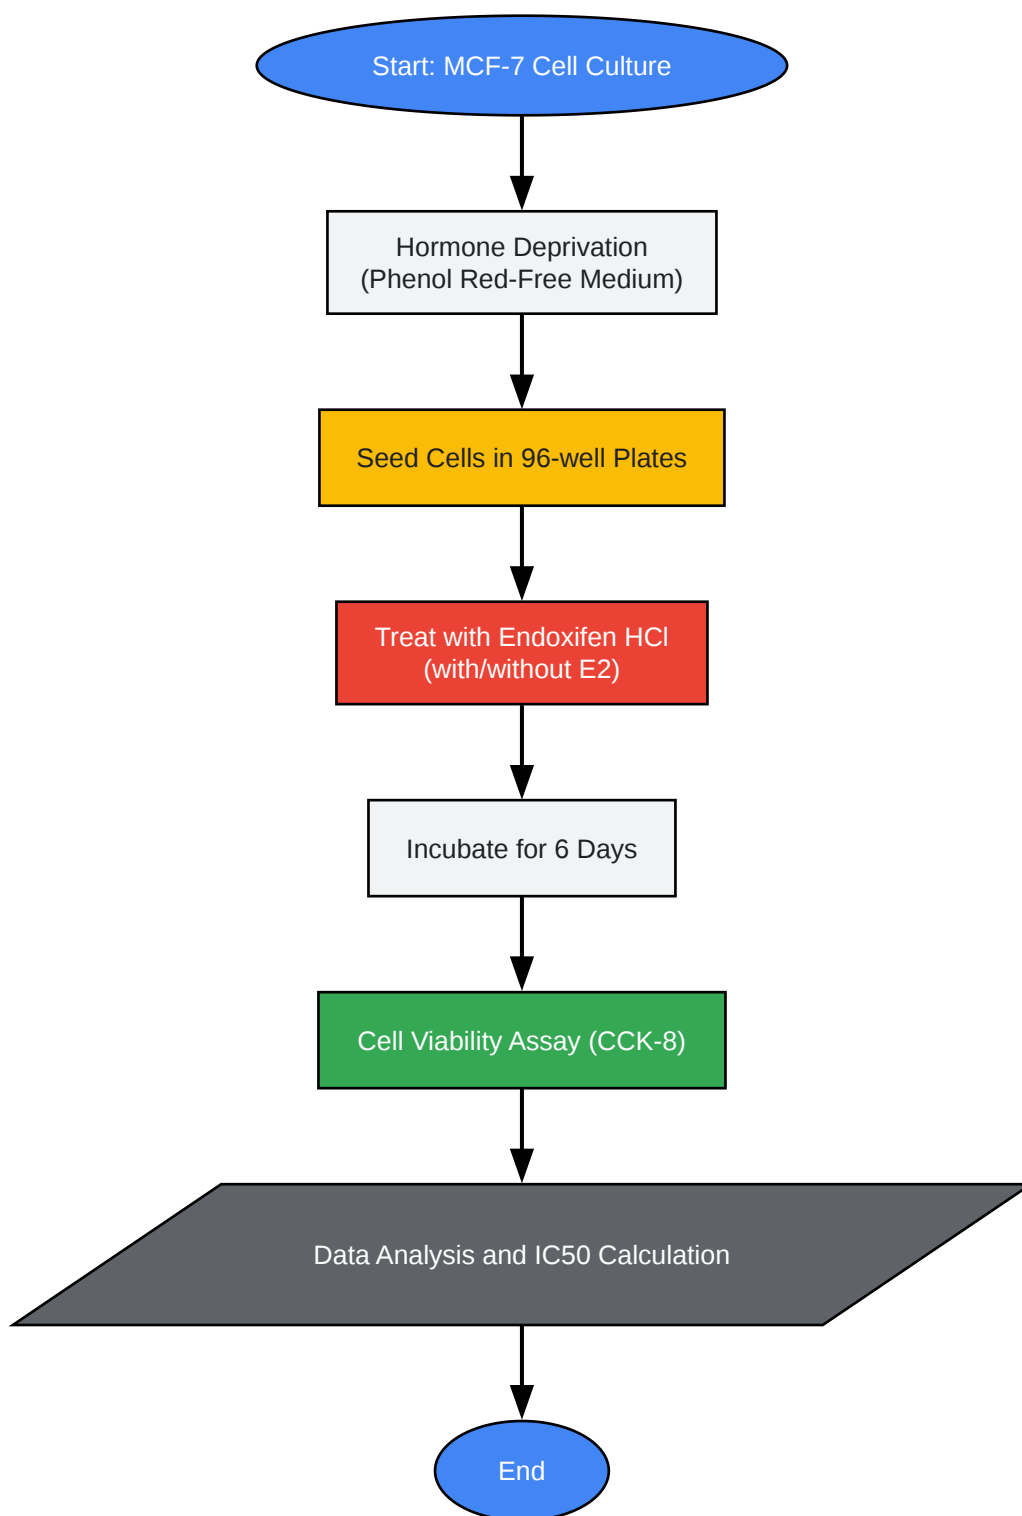 Start: MCF-7 Cell Culture
Hormone Deprivation
(Phenol Red-Free Medium)
Seed Cells in 96-well Plates
Treat with Endoxifen HCl
(with/without E2)
Incubate for 6 Days
Cell Viability Assay (CCK-8)
Data Analysis and IC50 Calculation
End